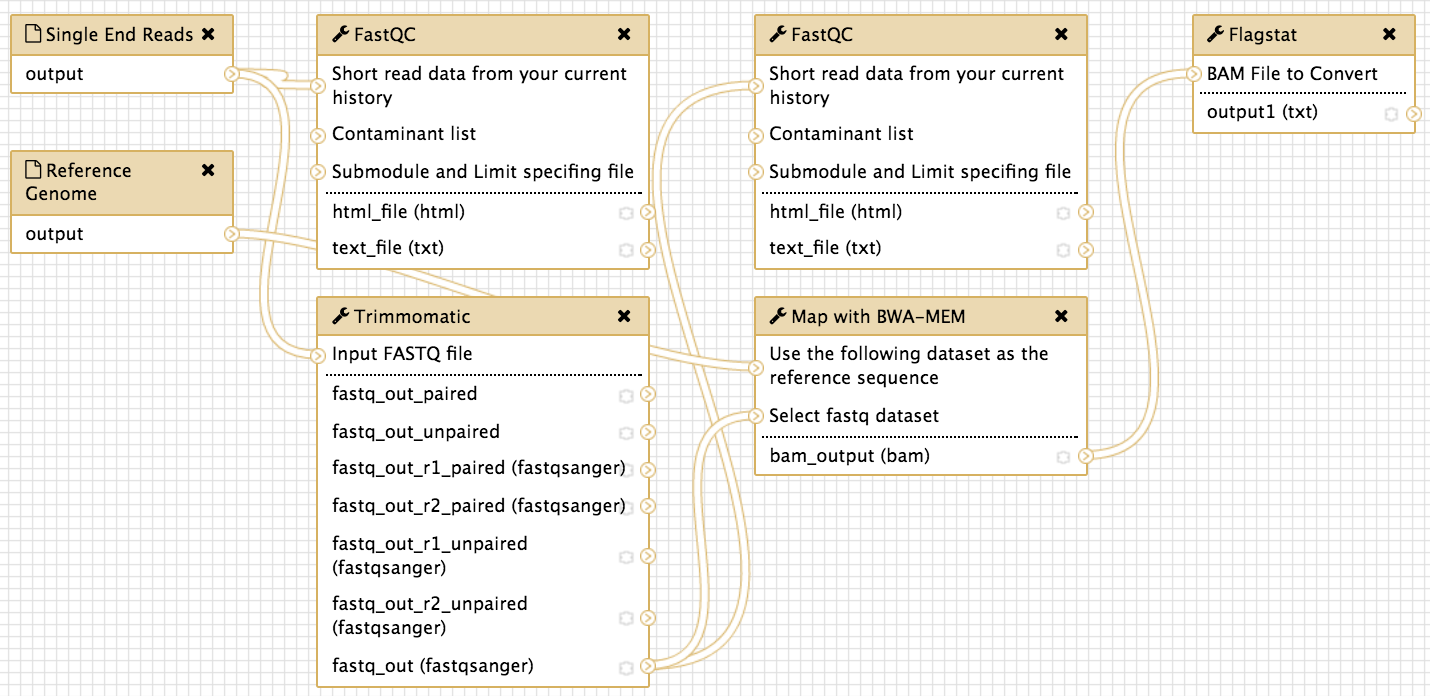 Single End Reads
output
Reference
Genome
output
FastQC
Short read data from your current
history
Contaminant list
Submodule and Limit specifing file
html_file (html)
text_file (txt)
Trimmomatic
Input FASTQ file
fastq_out_paired
fastq_out_unpaired
fastq_out_r1_paired (fastqsanger)
fastq_out_r2_paired (fastqsanger)
fastq_out_r1_unpaired
(fastqsanger)
fastq_out_r2_unpaired
(fastqsanger)
fastq_out (fastqsanger)
FastQC
Short read data from your current
history
Contaminant list
Submodule and Limit specifing file
html_file (html)
text_file (txt)
Map with BWA-MEM
Use the following dataset as the
reference sequence
Select fastq dataset
bam_output (bam)
Flagstat
BAM File to Convert
output1 (txt)